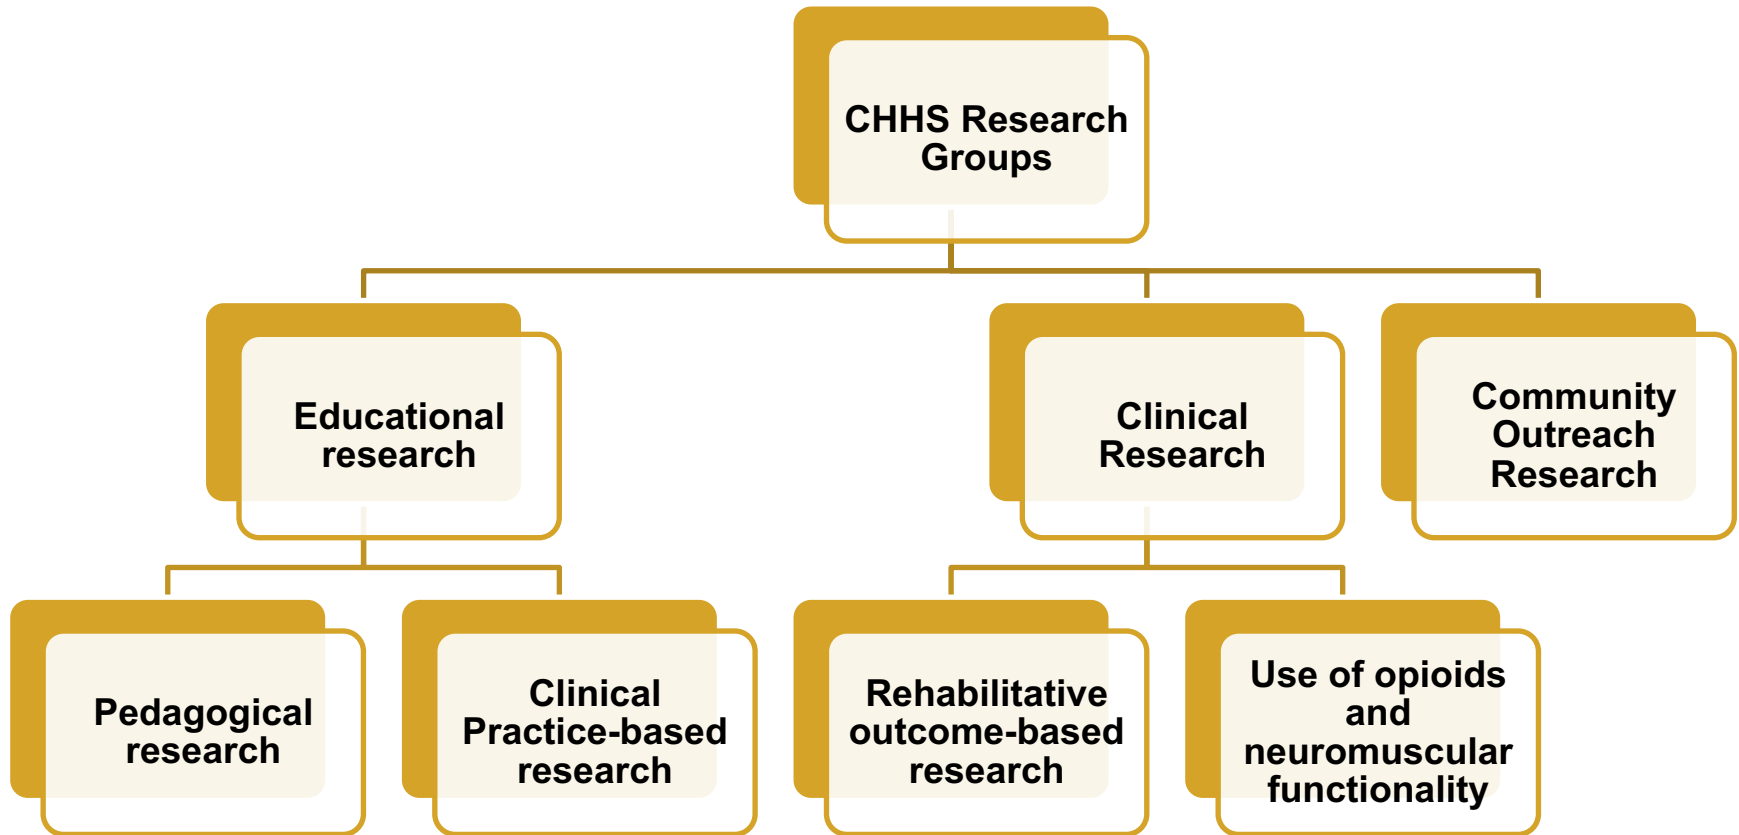 CHHS Research
Groups
Educational
research
Clinical
Research
Community
Outreach
Research
Pedagogical
research
Clinical
Practice-based
research
Rehabilitative
outcome-based
research
Use of opioids
and
neuromuscular
functionality